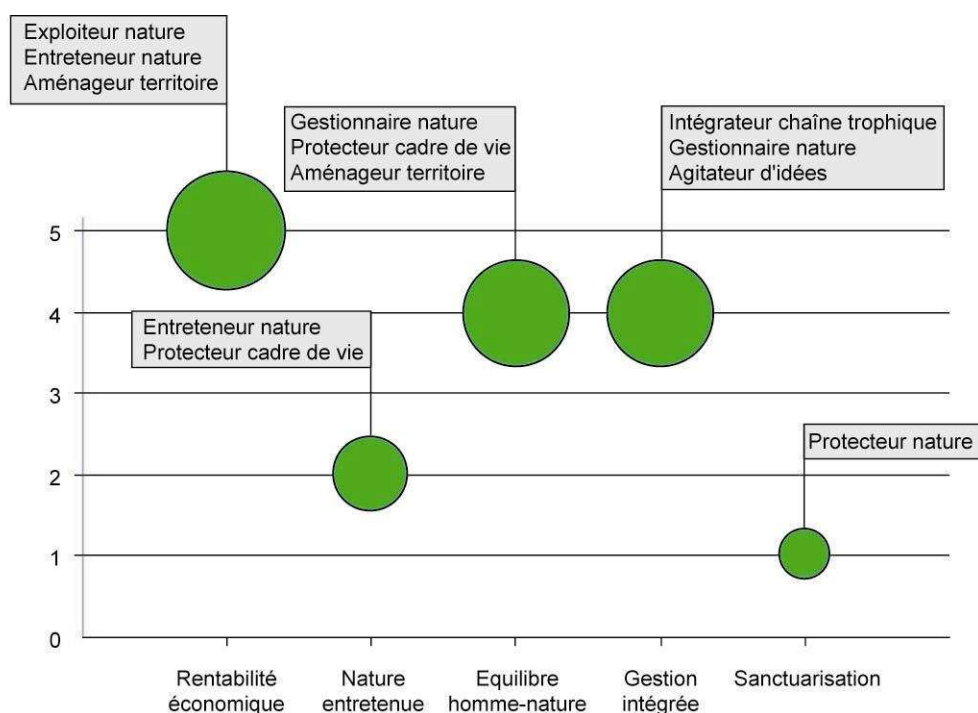 Exploiteur nature
Entreteneur nature
Aménageur territoire
Gestionnaire nature
Protecteur cadre de vie
Aménageur territoire
Intégrateur chaîne trophique
Gestionnaire nature
Agitateur d'idées
5
4
Entreteneur nature
Protecteur cadre de vie
3
Protecteur nature
2
1
0
Rentabilité
économique
Nature
entretenue
Equilibre
homme-nature
Gestion
intégrée
Sanctuarisation